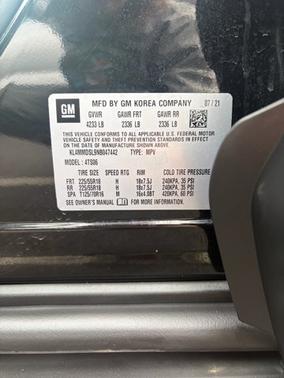 GM
MFD BY GM KOREA COMPANY 07/21
GVWR GAWR FRT GAWR RR
4233 LB 2336 LB 2336 LB
THIS VEHICLE CONFORMS TO ALL APPLICABLE U.S. FEDERAL MOTOR
VEHICLE SAFETY, BUMPER, AND THEFT PREVENTION STANDARDS IN
EFFECT ON THE DATE OF MANUFACTURE SHOWN ABOVE.
KL4MMDSL9NB047442 TYPE: MPV
MODEL: 4TS06
TIRE SIZE SPEED RTG RIM COLD TIRE PRESSURE
FRT 225/55R18 H 18x7.5J 240KPA, 35 PSI
RR 225/55R18 H 18x7.5J 240KPA, 35 PSI
SPA T125/70R16 M 16x4.0BT 420KPA, 60 PSI
SEE OWNER'S MANUAL FOR MORE INFORMATION.